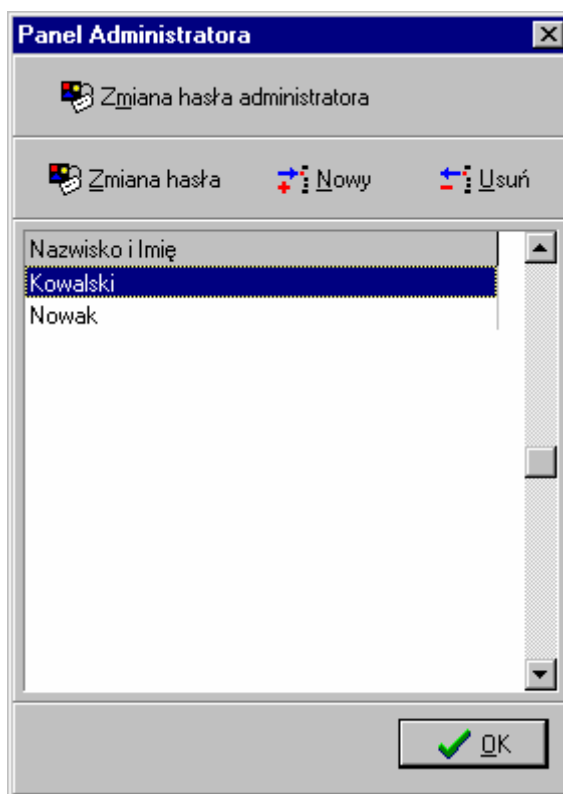 Panel Administratora
Zmiana hasła administratora
Zmiana hasła Nowy Usuń
Nazwisko i Imię
Kowalski
Nowak
OK